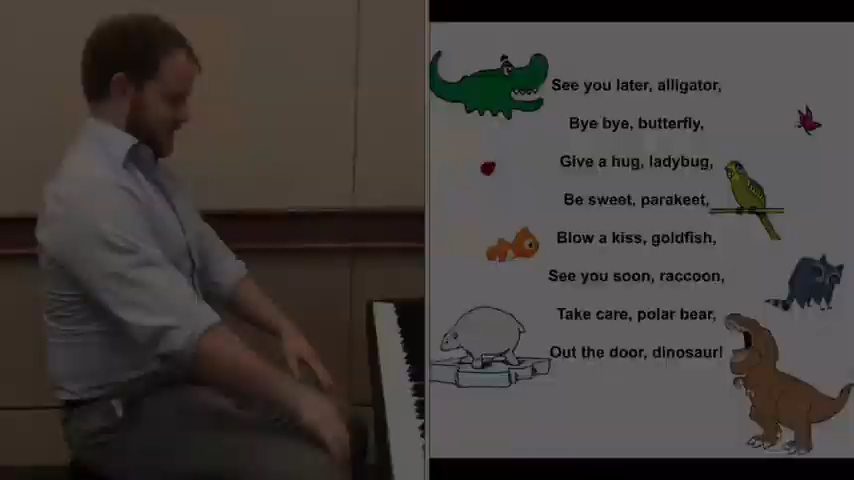 See you later, alligator,
Bye bye, butterfly,
Give a hug, ladybug,
Be sweet, parakeet,
Blow a kiss, goldfish,
See you soon, raccoon,
Take care, polar bear,
Out the door, dinosaur!